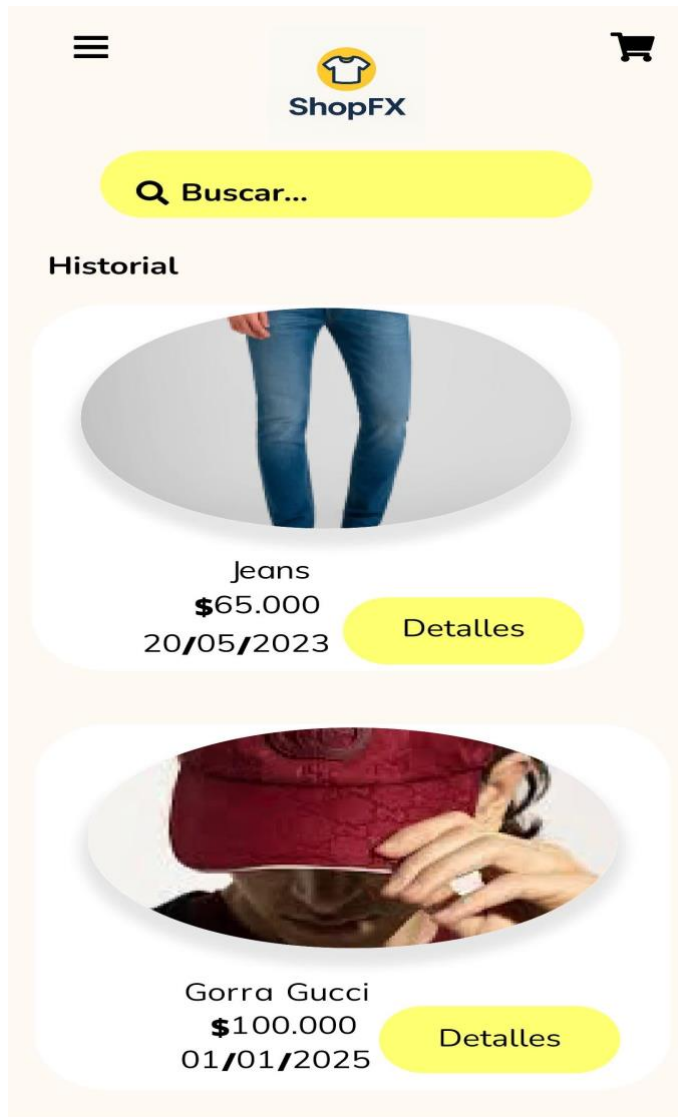 ShopFX
Buscar...
Historial
Jeans
$65.000
20/05/2023
Detalles
Gorra Gucci
$100.000
01/01/2025
Detalles